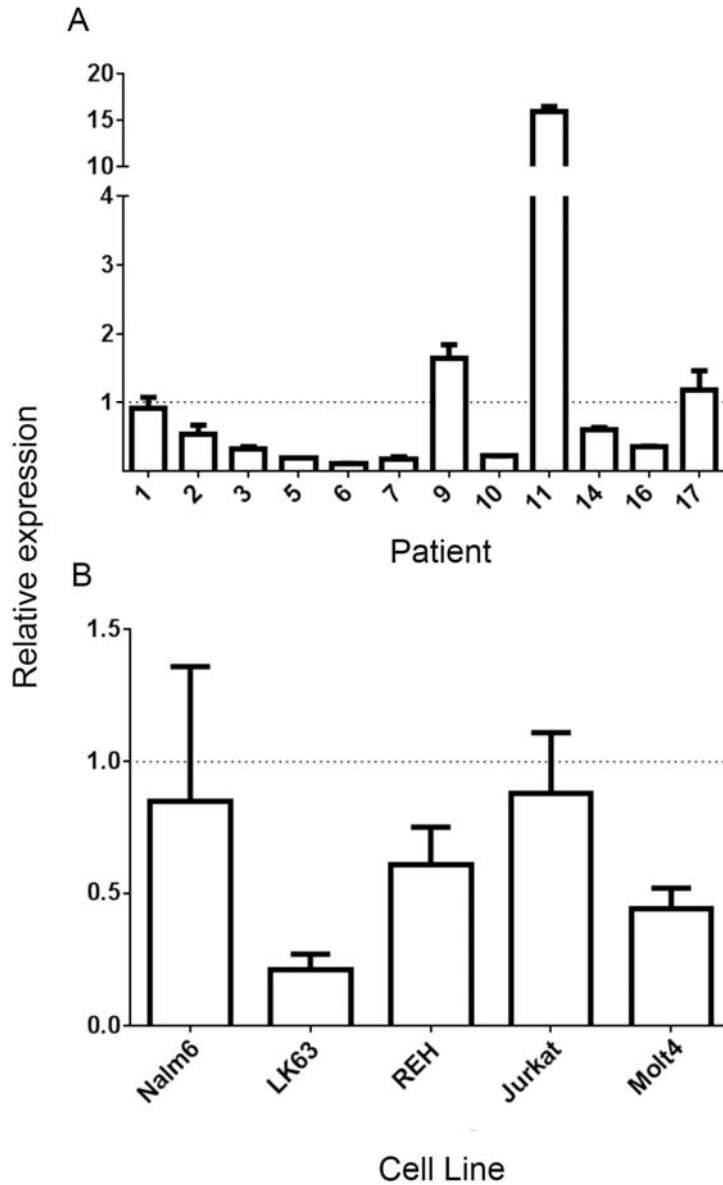 A
20
15
10
4
3
2
1
1 2 3 5 6 7 9 10 11 14 16 17
Patient
Relative expression
B
1.5
1.0
0.5
0.0
Nalm6 LK63 REH Jurkat Molt4
Cell Line